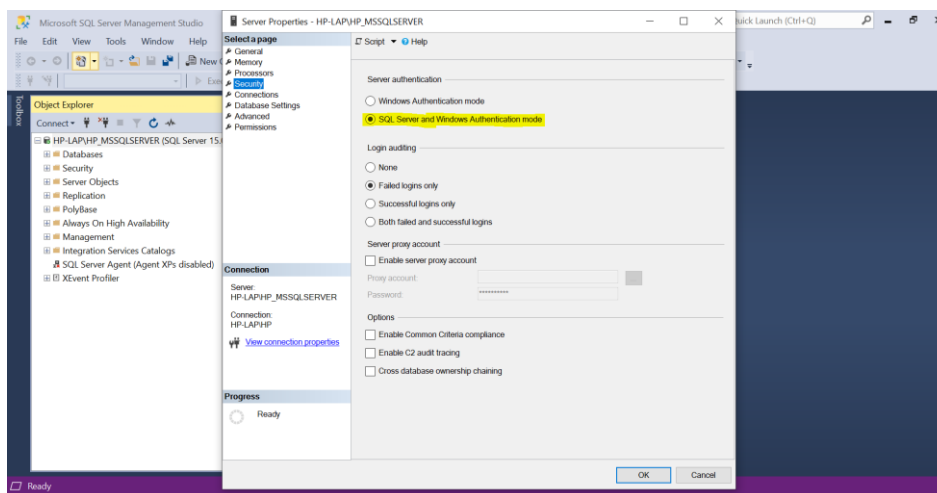 Microsoft SQL Server Management Studio
Quick Launch (Ctrl+Q)
File Edit View Tools Window Help
New
Exe
Toolbox
Object Explorer
Connect
HP-LAP\HP_MSSQLSERVER (SQL Server 15.
Databases
Security
Server Objects
Replication
PolyBase
Always On High Availability
Management
Integration Services Catalogs
SQL Server Agent (Agent XPs disabled)
XEvent Profiler
Ready
Server Properties - HP-LAP\HP_MSSQLSERVER
Select a page
General
Memory
Processors
Security
Connections
Database Settings
Advanced
Permissions
Connection
Server:
HP-LAP\HP_MSSQLSERVER
Connection:
HP-LAP\HP
View connection properties
Progress
Ready
Script Help
Server authentication
Windows Authentication mode
SQL Server and Windows Authentication mode
Login auditing
None
Failed logins only
Successful logins only
Both failed and successful logins
Server proxy account
Enable server proxy account
Proxy account:
Password:
**********
Options
Enable Common Criteria compliance
Enable C2 audit tracing
Cross database ownership chaining
OK Cancel